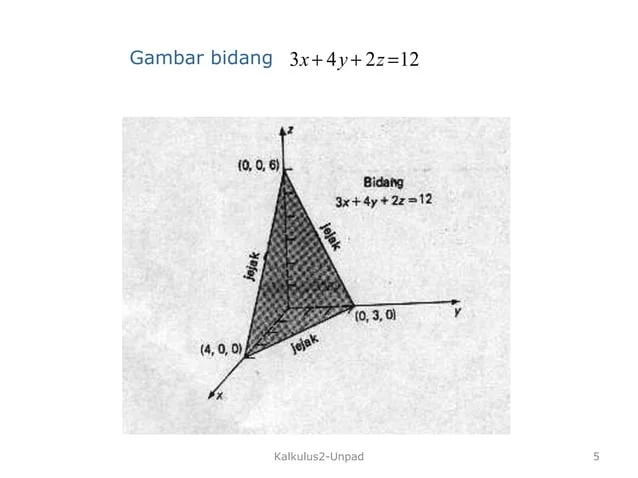 Gambar bidang 3x+4y+2z=12
z
(0, 0, 6)
Bidang
3x+4y+2z=12
jejak
jejak
(0, 3, 0)
y
(4, 0, 0)
jejak
x
Kalkulus2-Unpad
5